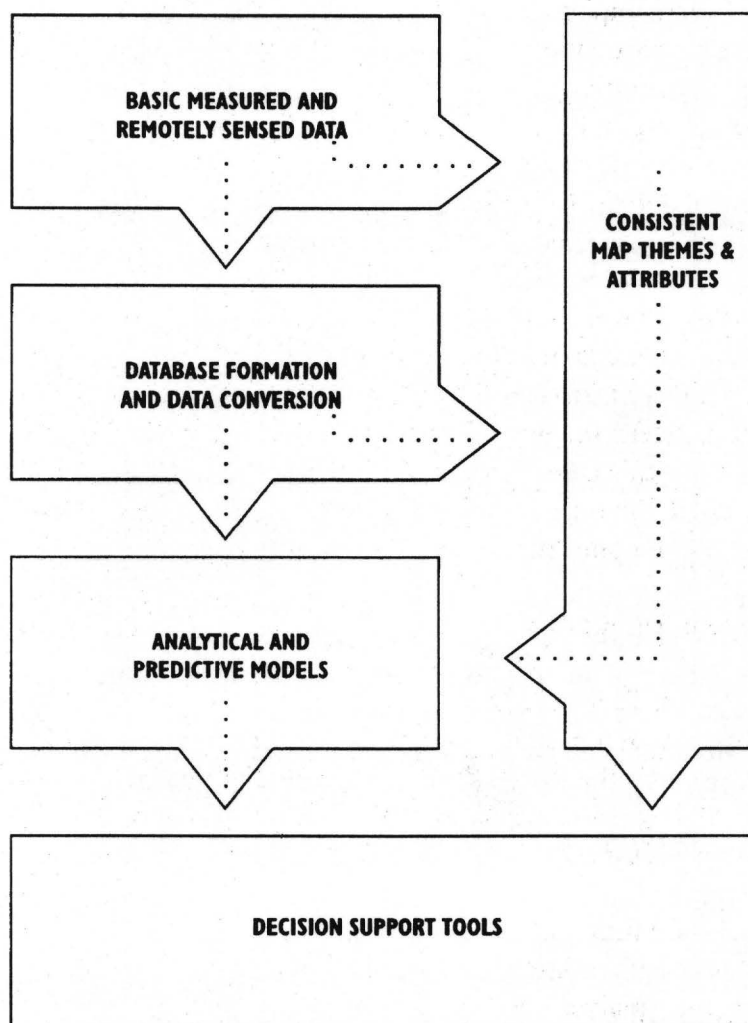 BASIC MEASURED AND
REMOTELY SENSED DATA
CONSISTENT
MAP THEMES &
ATTRIBUTES
DATABASE FORMATION
AND DATA CONVERSION
ANALYTICAL AND
PREDICTIVE MODELS
DECISION SUPPORT TOOLS